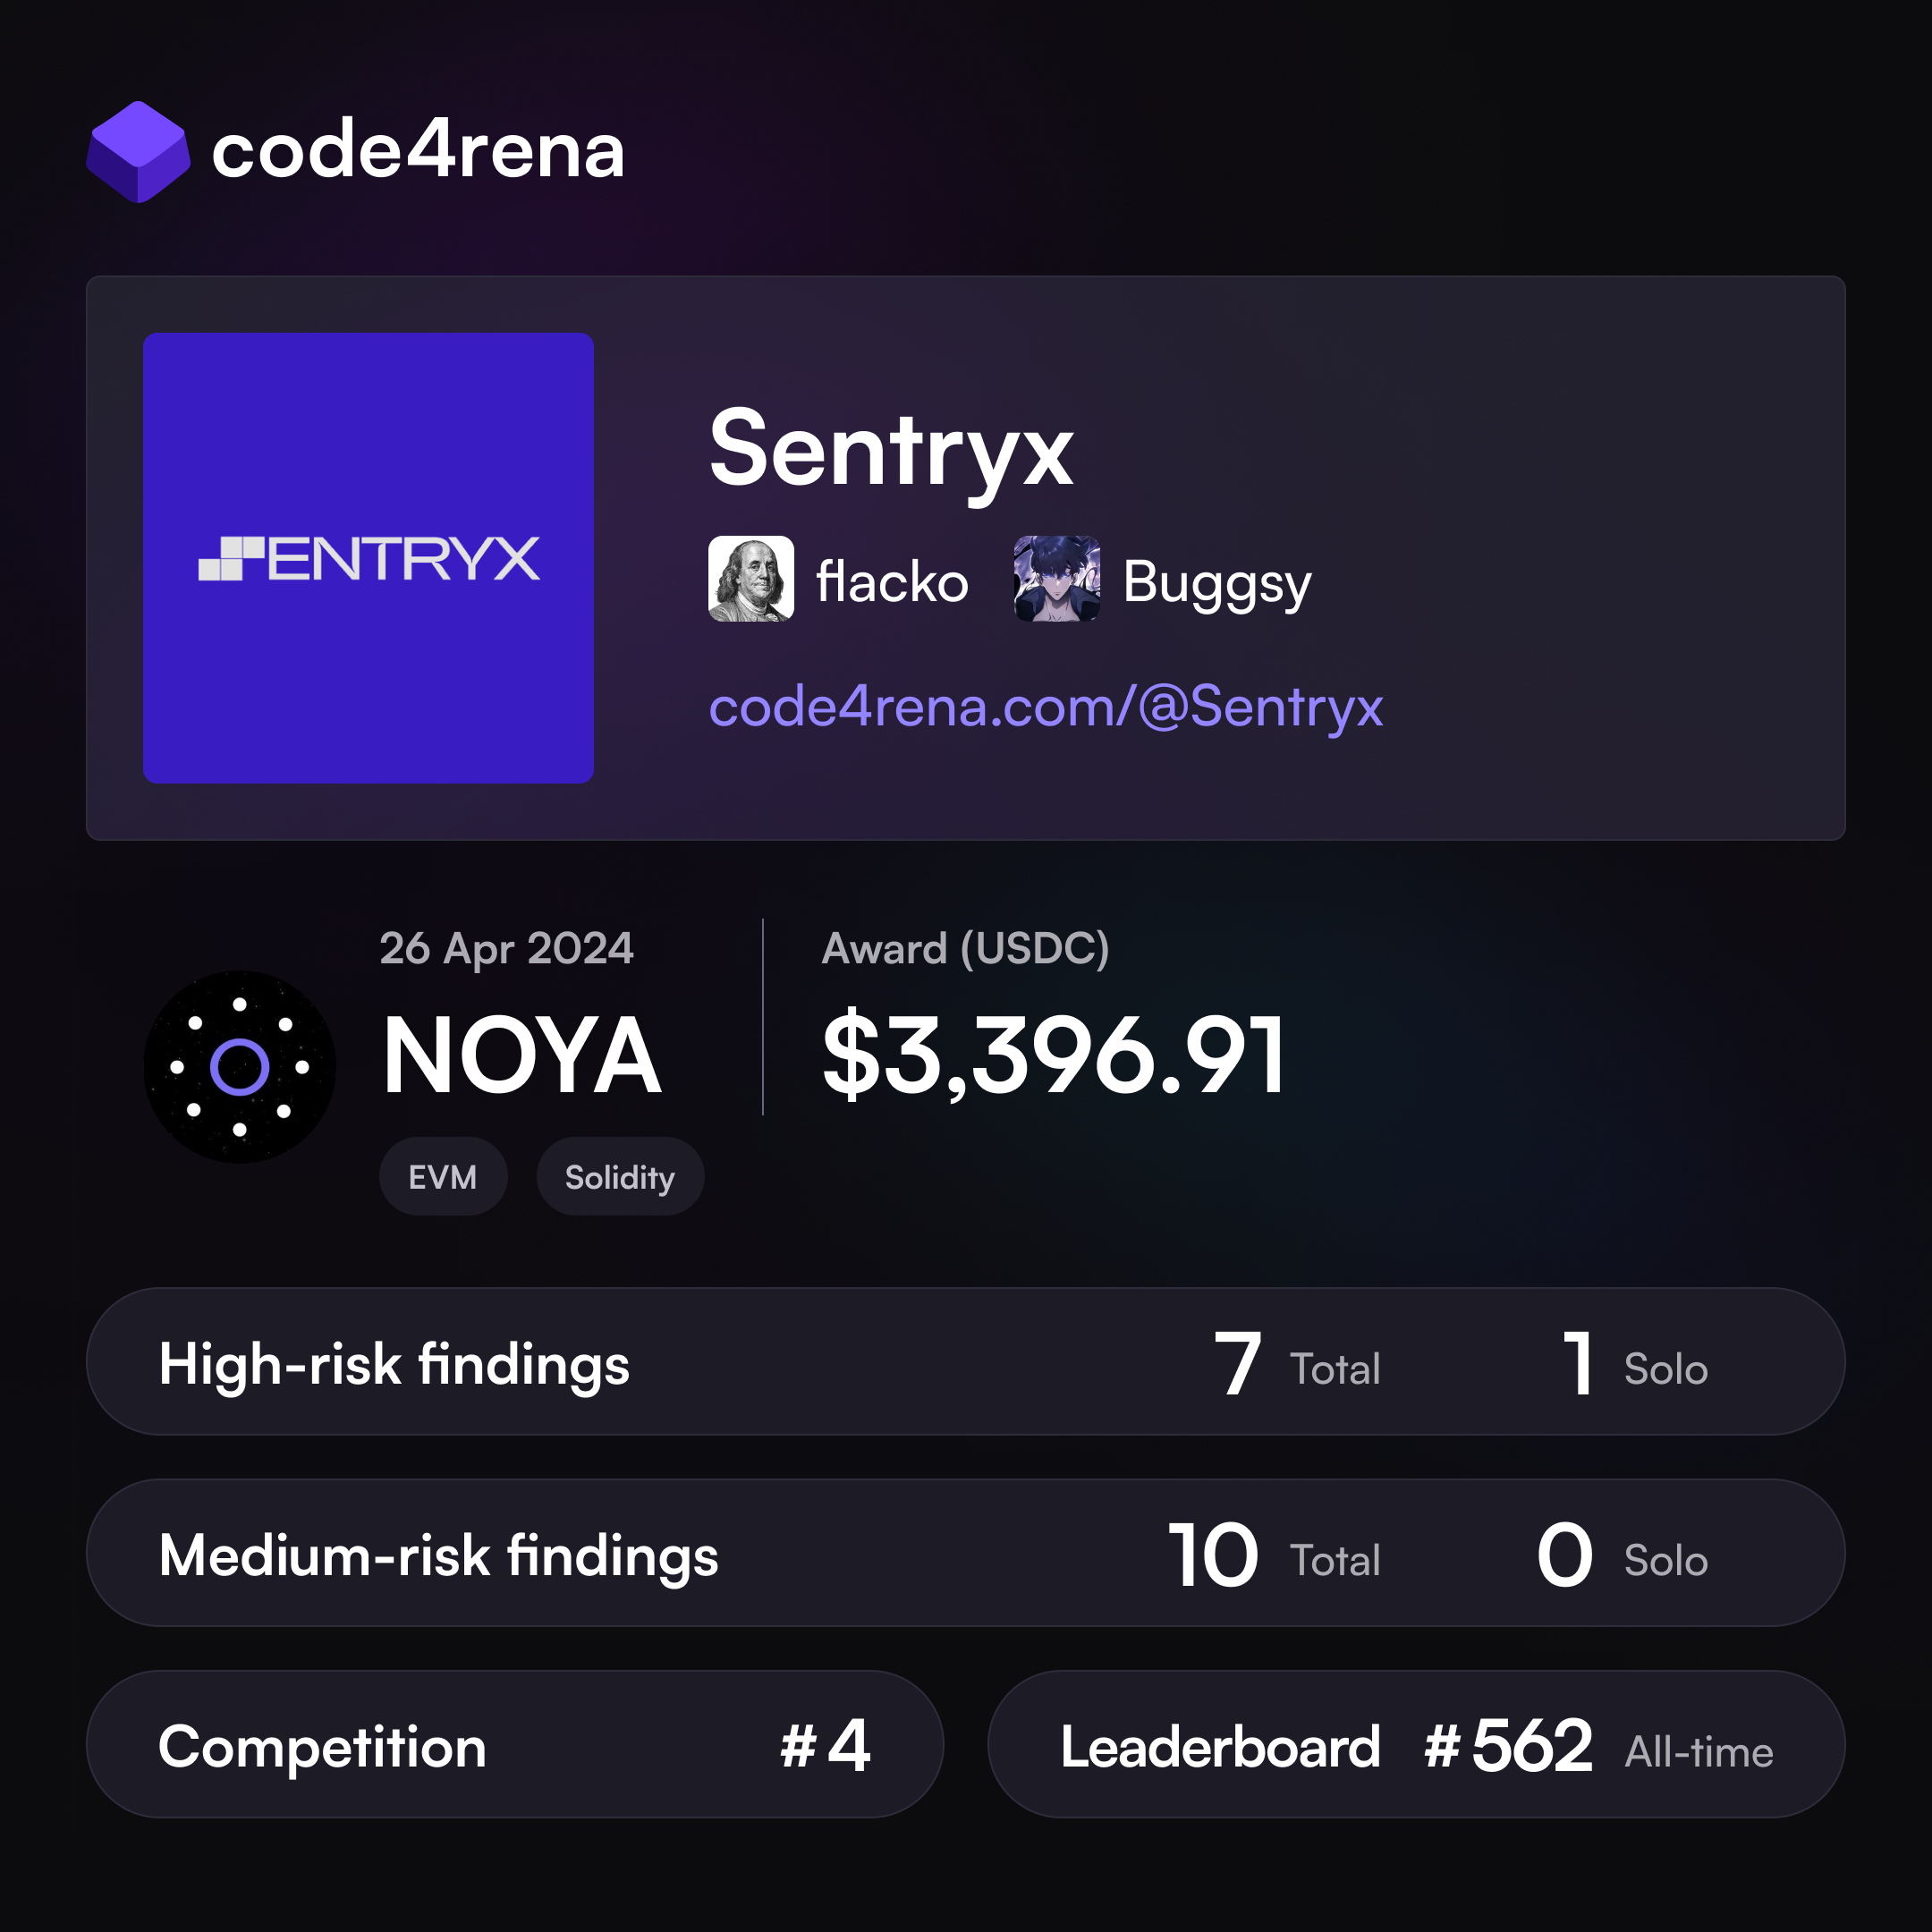 code4rena
ENTRYX
Sentryx
flacko Buggsy
code4rena.com/@Sentryx
26 Apr 2024
NOYA
EVM Solidity
Award (USDC)
$3,396.91
High-risk findings 7 Total 1 Solo
Medium-risk findings 10 Total 0 Solo
Competition #4
Leaderboard #562 All-time